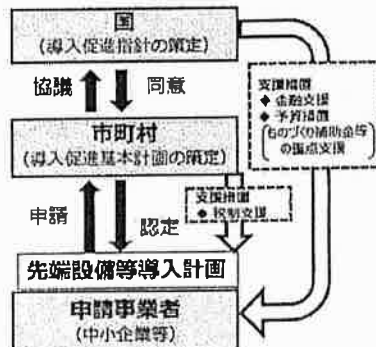 国
(導入促進指針の策定)
協議
同意
支援措置
◆ 金融支援
◆ 予算措置
(ものづくり補助金等
の重点支援)
市町村
(導入促進基本計画の策定)
支援措置
◆ 税制支援
申請
認定
先端設備等導入計画
申請事業者
(中小企業等)